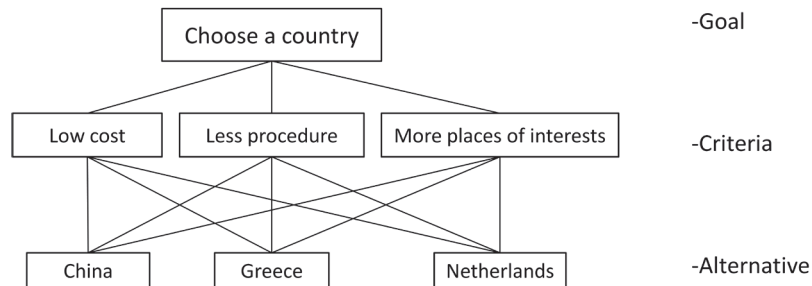 Choose a country
-Goal
Low cost
Less procedure
More places of interests
-Criteria
China
Greece
Netherlands
-Alternative